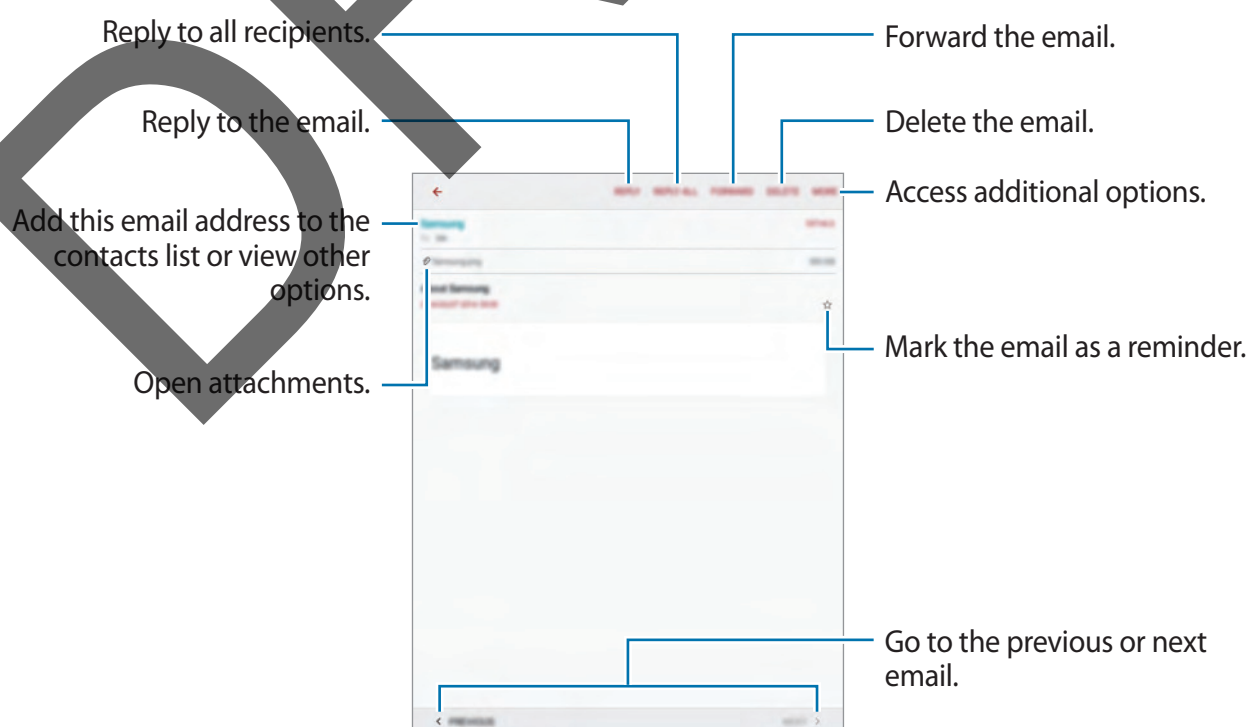 Reply to all recipients.
Forward the email.
Reply to the email.
Delete the email.
REPLY REPLY ALL FORWARD DELETE MORE
Access additional options.
Add this email address to the
contacts list or view other
options.
Samsung
DETAILS
Mark the email as a reminder.
Samsung
Open attachments.
Go to the previous or next
email.
PREVIOUS
NEXT